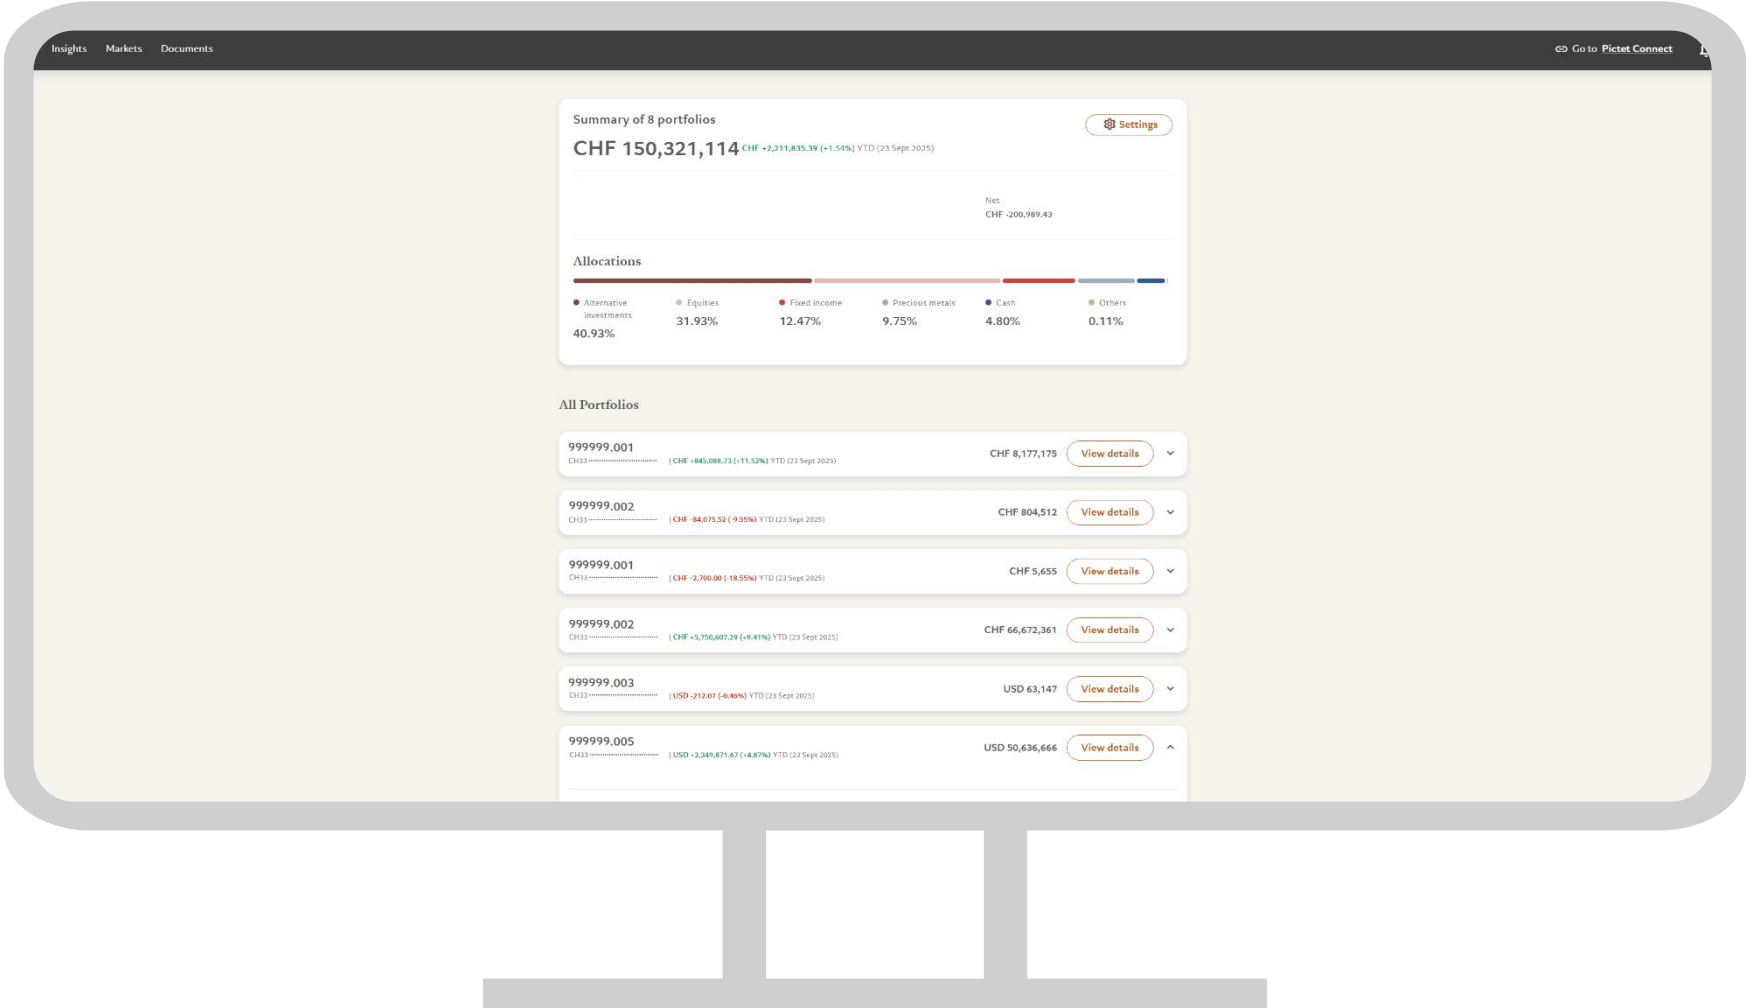 Insights Markets Documents Go to Pictet Connect
Summary of 8 portfolios
Settings
CHF 150,321,114 CHF +2,211,835.39 (+1.54%) YTD (23 Sept 2025)
Net
CHF -200,989.43
Allocations
Alternative investments
40.93%
Equities
31.93%
Fixed income
12.47%
Precious metals
9.75%
Cash
4.80%
Others
0.11%
All Portfolios
999999.001
CH33 | CHF +845,088.73 (+11.52%) YTD (23 Sept 2025)
CHF 8,177,175 View details
999999.002
CH33 | CHF -84,075.52 (-9.55%) YTD (23 Sept 2025)
CHF 804,512 View details
999999.001
CH33 | CHF -2,700.00 (-18.55%) YTD (23 Sept 2025)
CHF 5,655 View details
999999.002
CH33 | CHF +5,750,607.29 (+9.41%) YTD (23 Sept 2025)
CHF 66,672,361 View details
999999.003
CH33 | USD -212.07 (-0.46%) YTD (23 Sept 2025)
USD 63,147 View details
999999.005
CH33 | USD +2,349,871.67 (+4.87%) YTD (23 Sept 2025)
USD 50,636,666 View details